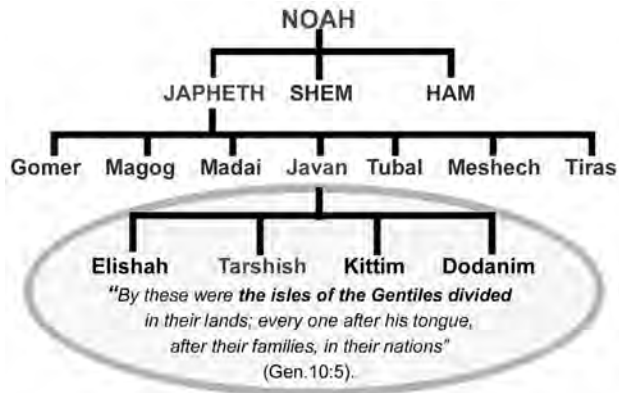 NOAH
JAPHETH SHEM HAM
Gomer Magog Madai Javan Tubal Meshech Tiras
Elishah Tarshish Kittim Dodanim
“By these were the isles of the Gentiles divided
in their lands; every one after his tongue,
after their families, in their nations”
(Gen.10:5).